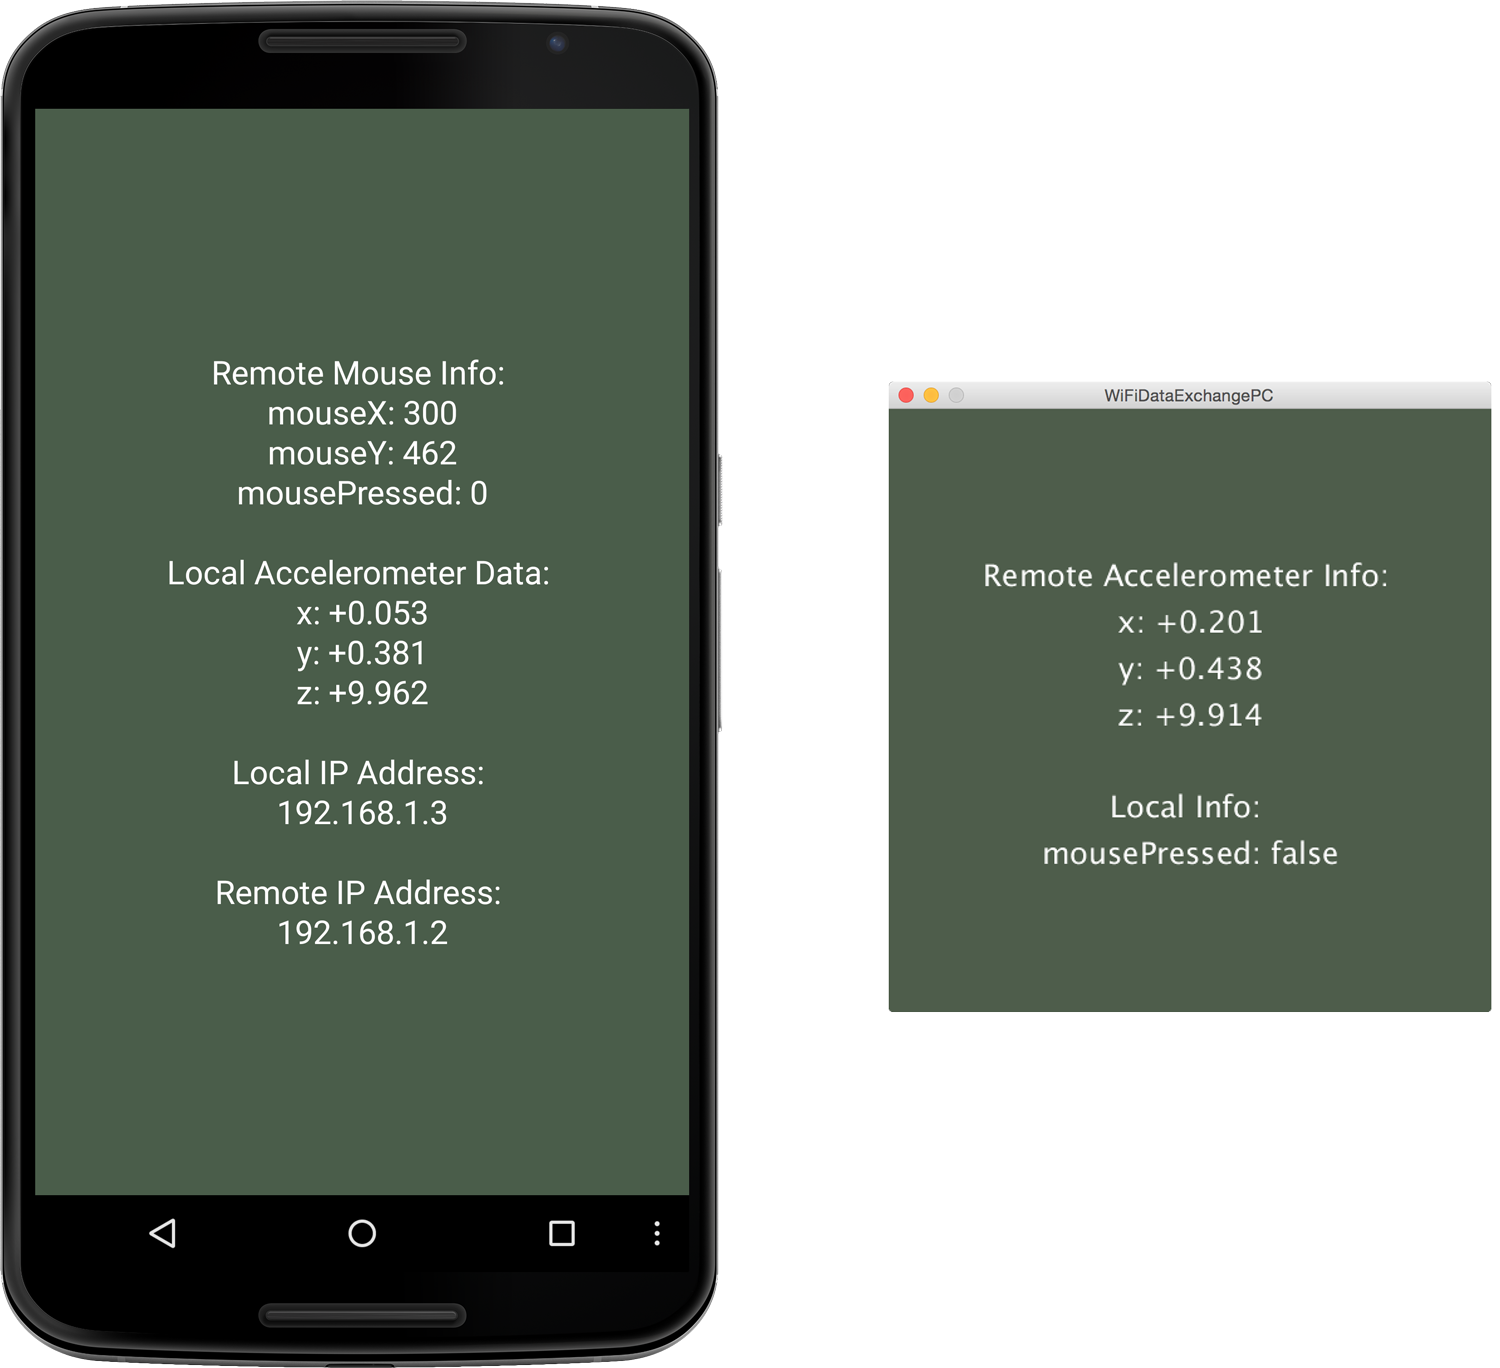 Remote Mouse Info:
mouseX: 300
mouseY: 462
mousePressed: 0
Local Accelerometer Data:
x: +0.053
y: +0.381
z: +9.962
Local IP Address:
192.168.1.3
Remote IP Address:
192.168.1.2
WiFiDataExchangePC
Remote Accelerometer Info:
x: +0.201
y: +0.438
z: +9.914
Local Info:
mousePressed: false